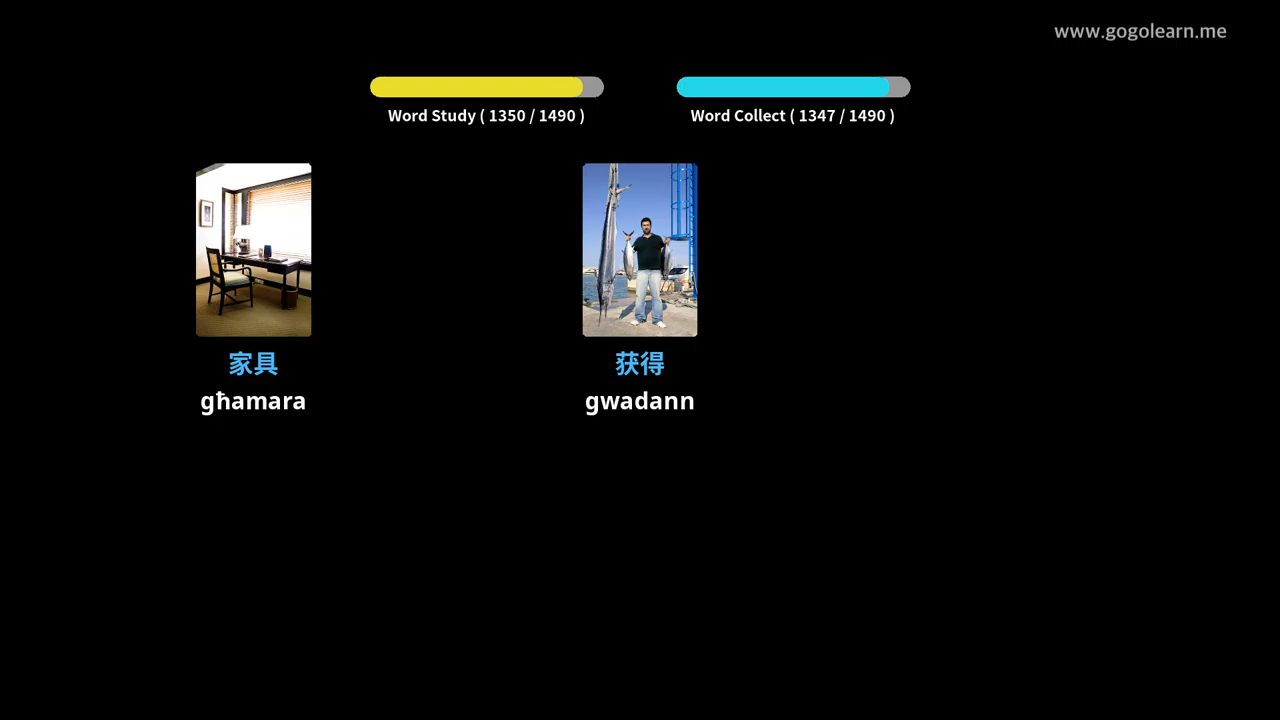 www.gogolearn.me
Word Study ( 1350 / 1490 )
Word Collect ( 1347 / 1490 )
家具
għamara
获得
gwadann